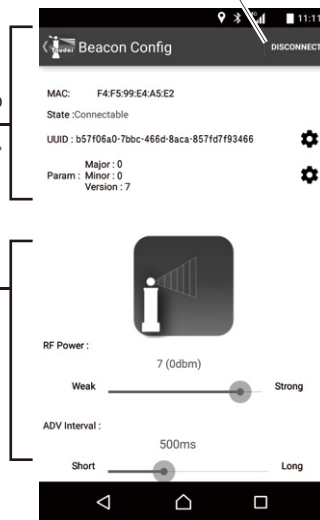 11:11
Beacon Config
DISCONNECT
MAC: F4:F5:99:E4:A5:E2
State :Connectable
UUID : b57f06a0-7bbc-466d-8aca-857fd7f93466
Major : 0
Param : Minor : 0
Version : 7
RF Power :
7 (0dbm)
Weak Strong
ADV Interval :
500ms
Short Long